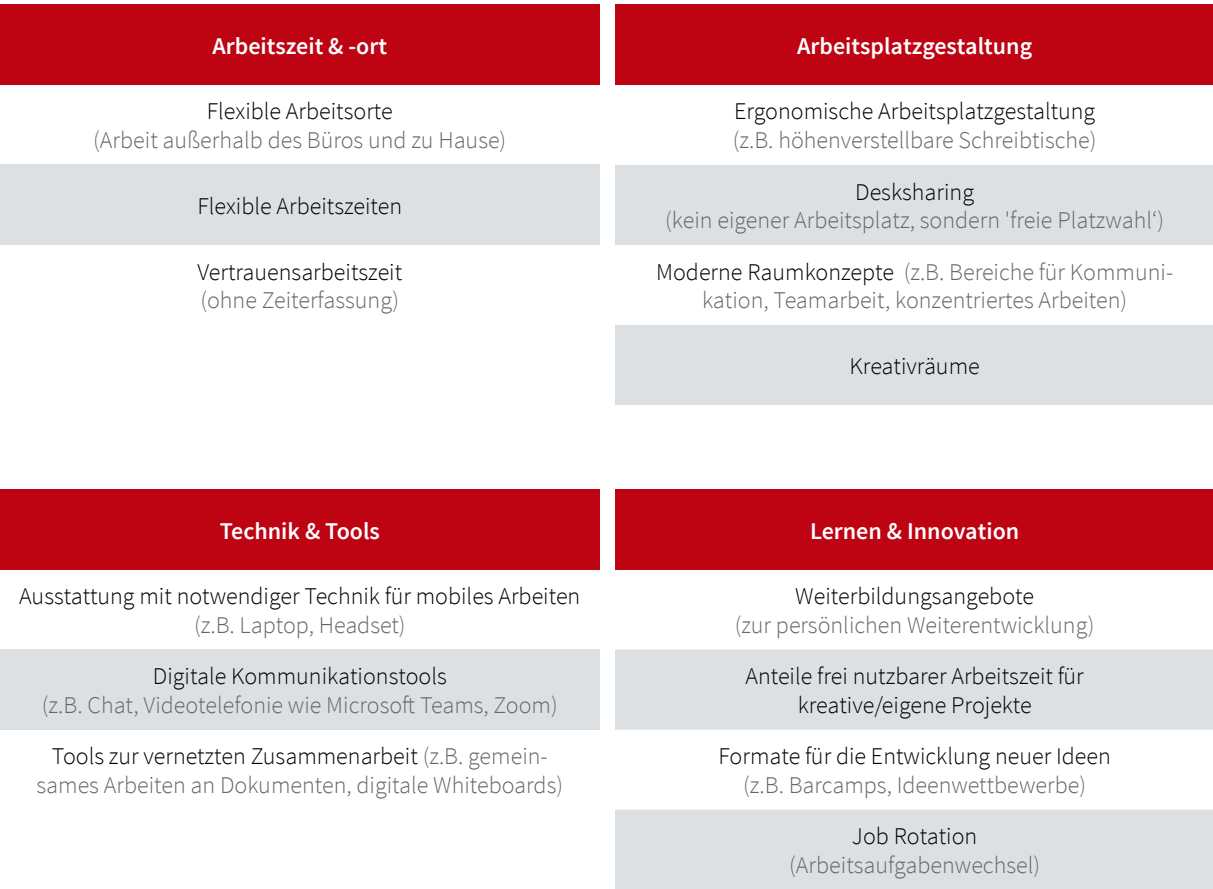 Arbeitszeit & -ort
Flexible Arbeitsorte
(Arbeit außerhalb des Büros und zu Hause)
Flexible Arbeitszeiten
Vertrauensarbeitszeit
(ohne Zeiterfassung)
Arbeitsplatzgestaltung
Ergonomische Arbeitsplatzgestaltung
(z.B. höhenverstellbare Schreibtische)
Desksharing
(kein eigener Arbeitsplatz, sondern 'freie Platzwahl‘)
Moderne Raumkonzepte (z.B. Bereiche für Kommuni-
kation, Teamarbeit, konzentriertes Arbeiten)
Kreativräume
Technik & Tools
Ausstattung mit notwendiger Technik für mobiles Arbeiten
(z.B. Laptop, Headset)
Digitale Kommunikationstools
(z.B. Chat, Videotelefonie wie Microsoft Teams, Zoom)
Tools zur vernetzten Zusammenarbeit (z.B. gemein-
sames Arbeiten an Dokumenten, digitale Whiteboards)
Lernen & Innovation
Weiterbildungsangebote
(zur persönlichen Weiterentwicklung)
Anteile frei nutzbarer Arbeitszeit für
kreative/eigene Projekte
Formate für die Entwicklung neuer Ideen
(z.B. Barcamps, Ideenwettbewerbe)
Job Rotation
(Arbeitsaufgabenwechsel)